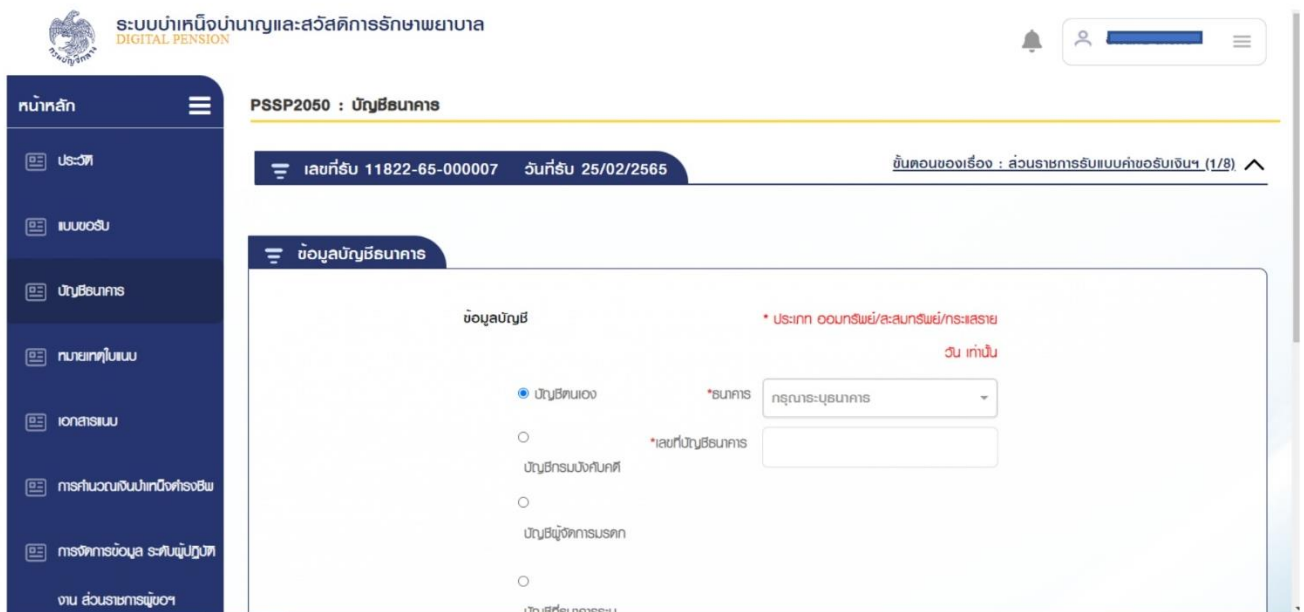 ระบบบำเหน็จบำนาญและสวัสดิการรักษาพยาบาล
DIGITAL PENSION
กรมบัญชีกลาง
หน้าหลัก
PSSP2050 : บัญชีธนาคาร
ประวัติ
เลขที่รับ 11822-65-000007 วันที่รับ 25/02/2565
ขั้นตอนของเรื่อง : ส่วนราชการรับแบบคำขอรับเงินฯ (1/8)
แบบขอรับ
ข้อมูลบัญชีธนาคาร
บัญชีธนาคาร
ข้อมูลบัญชี
* ประเภท ออมทรัพย์/สะสมทรัพย์/กระแสราย
วัน เท่านั้น
หมายเหตุใบแนบ
บัญชีตนเอง
*ธนาคาร
กรุณาระบุธนาคาร
เอกสารแนบ
*เลขที่บัญชีธนาคาร
บัญชีกรมบังคับคดี
การคำนวณเงินบำเหน็จดำรงชีพ
บัญชีผู้จัดการมรดก
การจัดการข้อมูล ระดับผู้ปฏิบัติ
งาน ส่วนราชการผู้ขอฯ